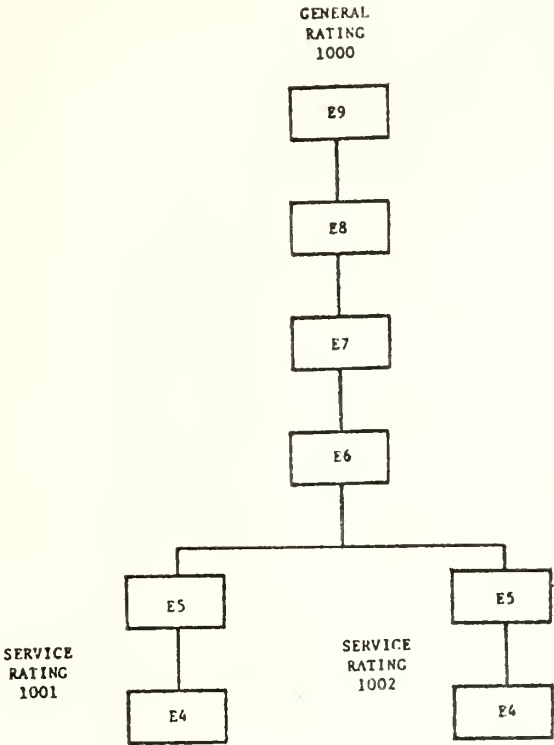 GENERAL
RATING
1000
E9
E8
E7
E6
E5
E5
SERVICE
RATING
1001
SERVICE
RATING
1002
E4
E4